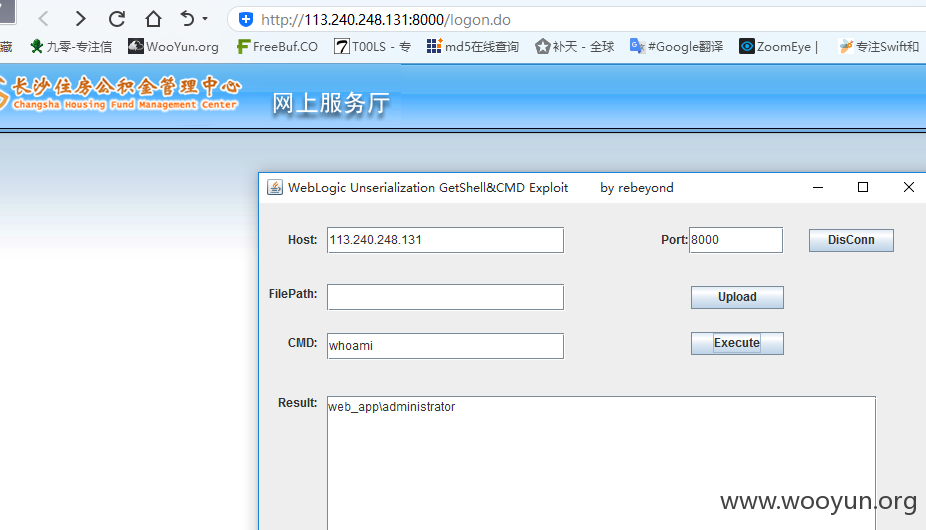 http://113.240.248.131:8000/logon.do
藏 九零-专注信 WooYun.org FreeBuf.CO T00LS - 专 md5在线查询 补天 - 全球 #Google翻译 ZoomEye | 专注Swift和
长沙住房公积金管理中心
Changsha Housing Fund Management Center
网上服务厅
WebLogic Unserialization GetShell&CMD Exploit by rebeyond
Host: 113.240.248.131 Port: 8000 DisConn
FilePath: Upload
CMD: whoami Execute
Result: web_app\administrator
www.wooyun.org